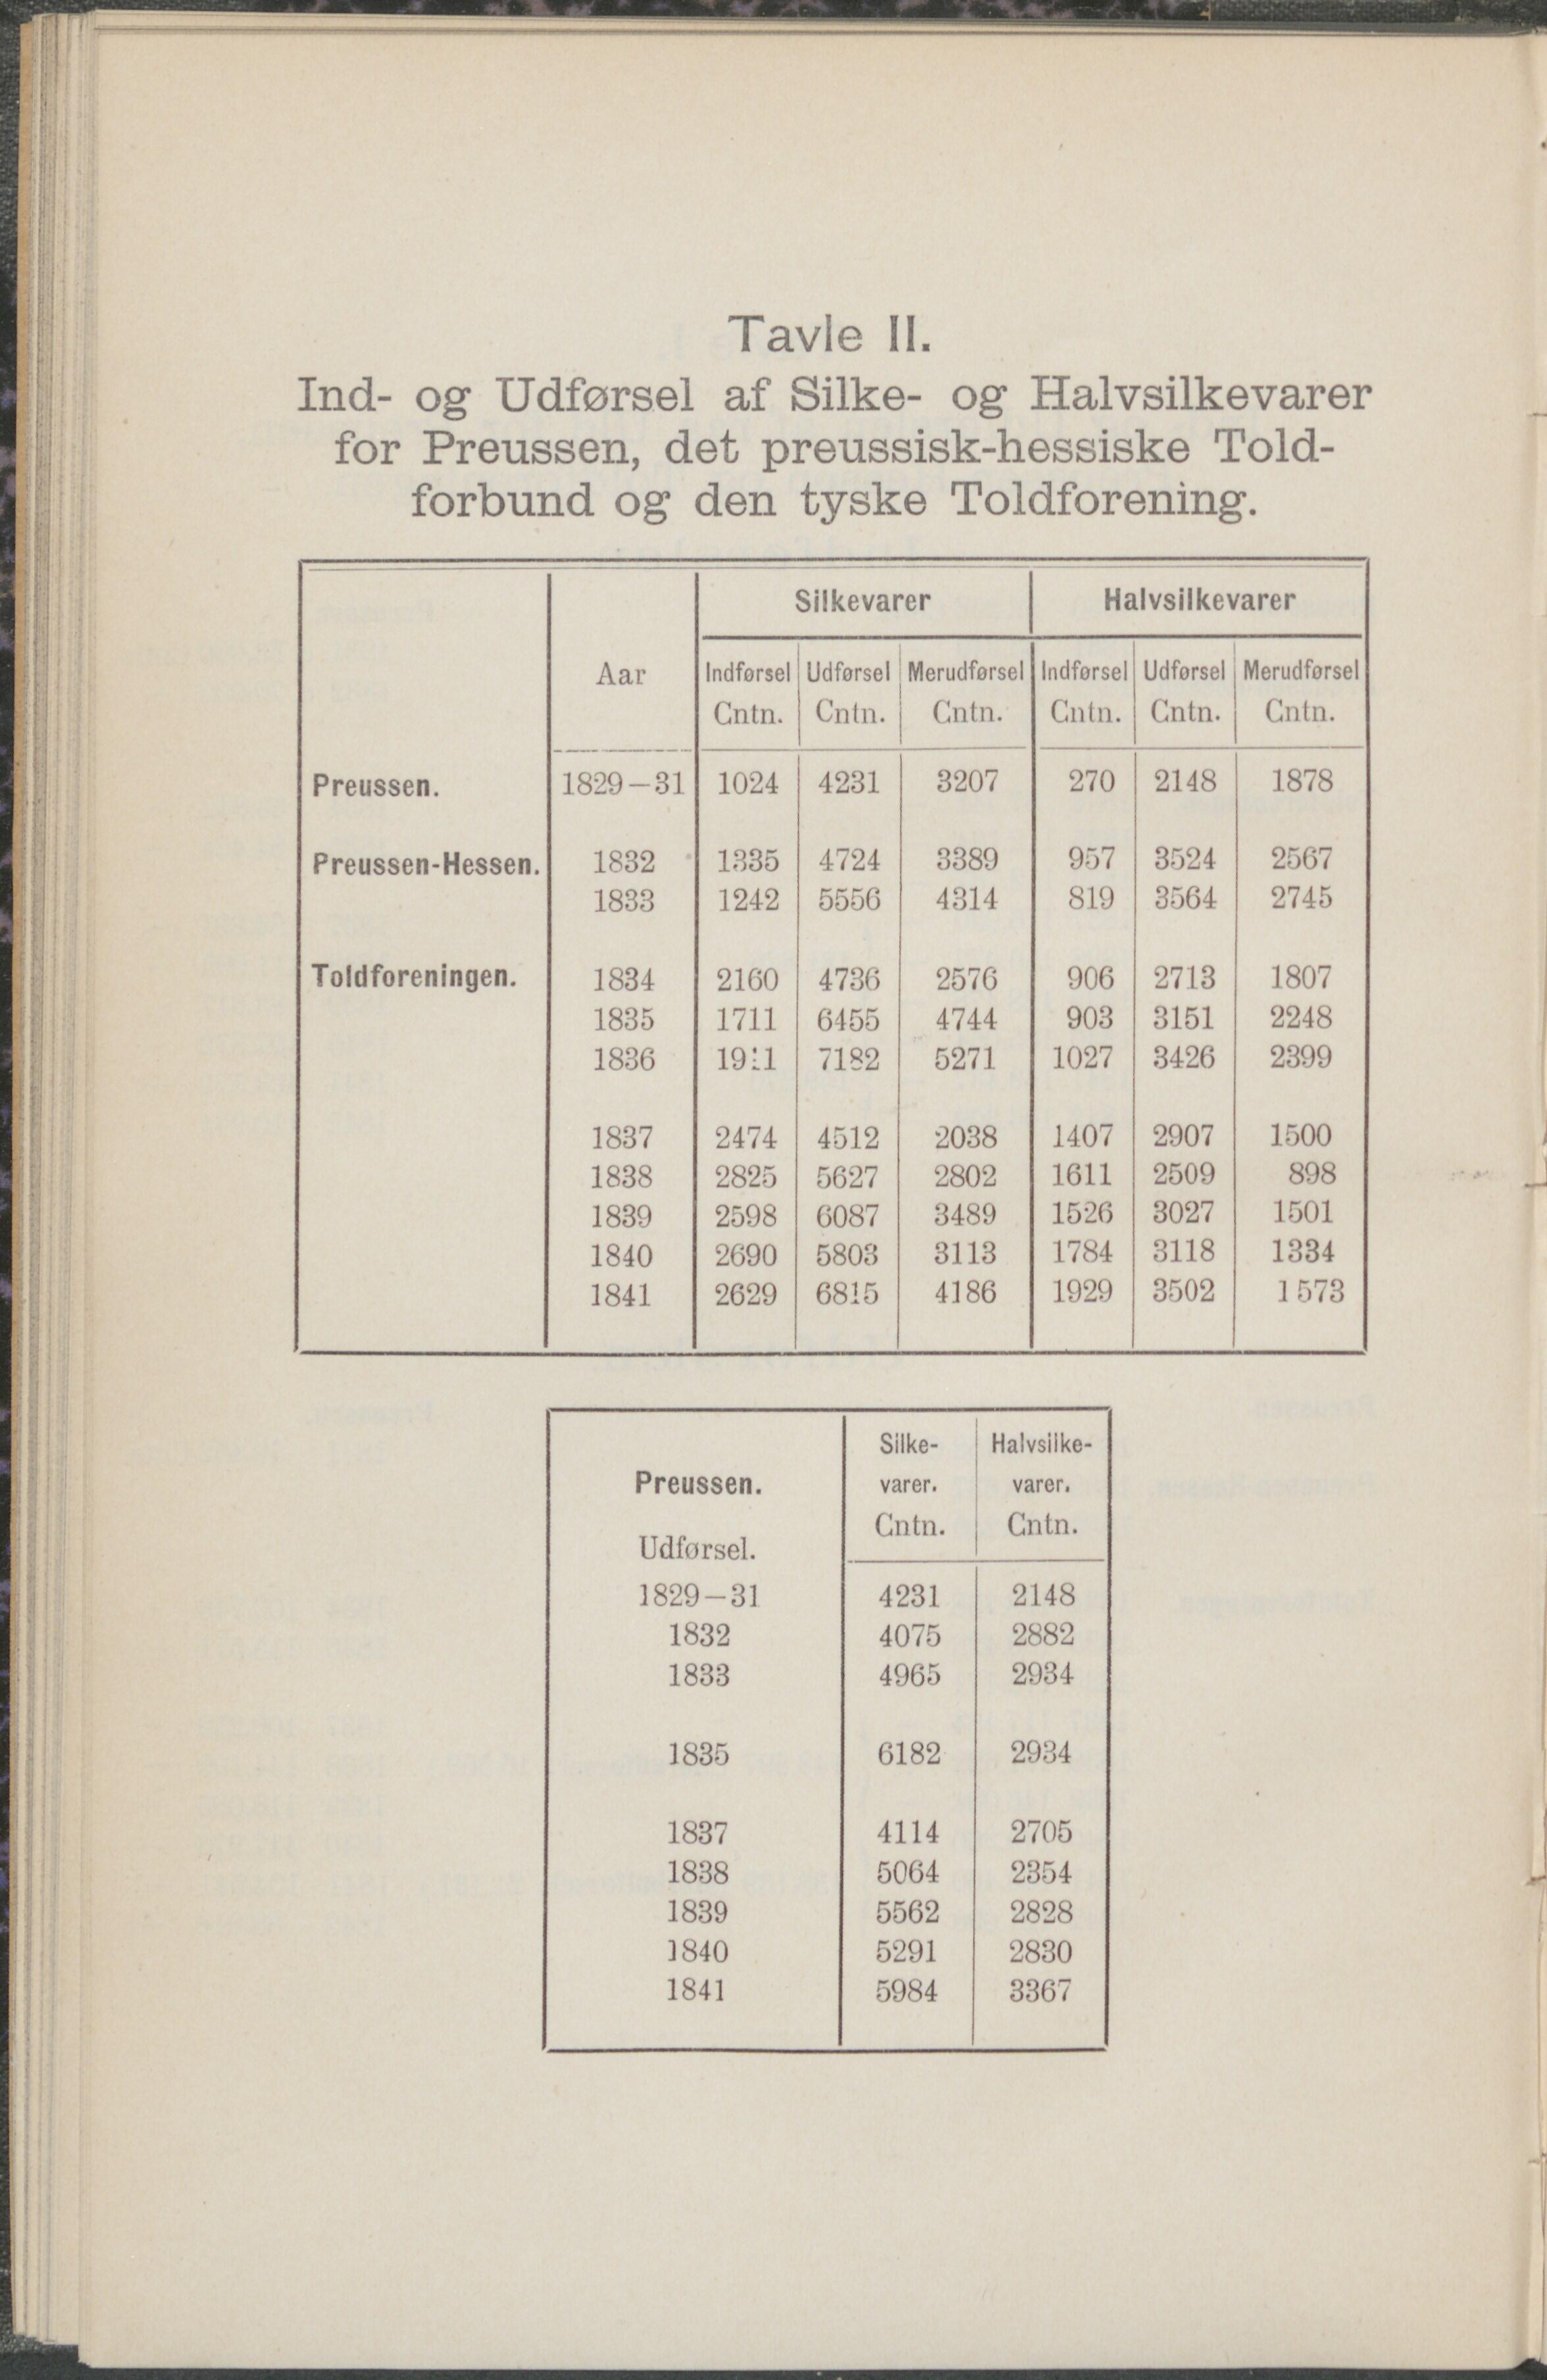 Tavle II.
Ind- og Udførsel af Silke- og Halvsilkevarer
for Preussen, det preussisk-hessiske Told-
forbund og den tyske Toldforening.
Silkevarer Halvsilkevarer
Aar Indførsel Udførsel Merudførsel Indførsel Udførsel Merudførsel
Cntn. Cntn. Cntn. Cntn. Cntn. Cntn.
Preussen. 1829–31 1024 4231 3207 270 2148 1878
Preussen-Hessen. 1832 1335 4724 3389 957 3524 2567
1833 1242 5556 4314 819 3564 2745
Toldforeningen. 1834 2160 4736 2576 906 2713 1807
1835 1711 6455 4744 903 3151 2248
1836 1911 7182 5271 1027 3426 2399
1837 2474 4512 2038 1407 2907 1500
1838 2825 5627 2802 1611 2509 898
1839 2598 6087 3489 1526 3027 1501
1840 2690 5803 3113 1784 3118 1334
1841 2629 6815 4186 1929 3502 1573
Silke- Halvsilke-
Preussen. varer. varer.
Cntn. Cntn.
Udførsel.
1829–31 4231 2148
1832 4075 2882
1833 4965 2934
1835 6182 2934
1837 4114 2705
1838 5064 2354
1839 5562 2828
1840 5291 2830
1841 5984 3367